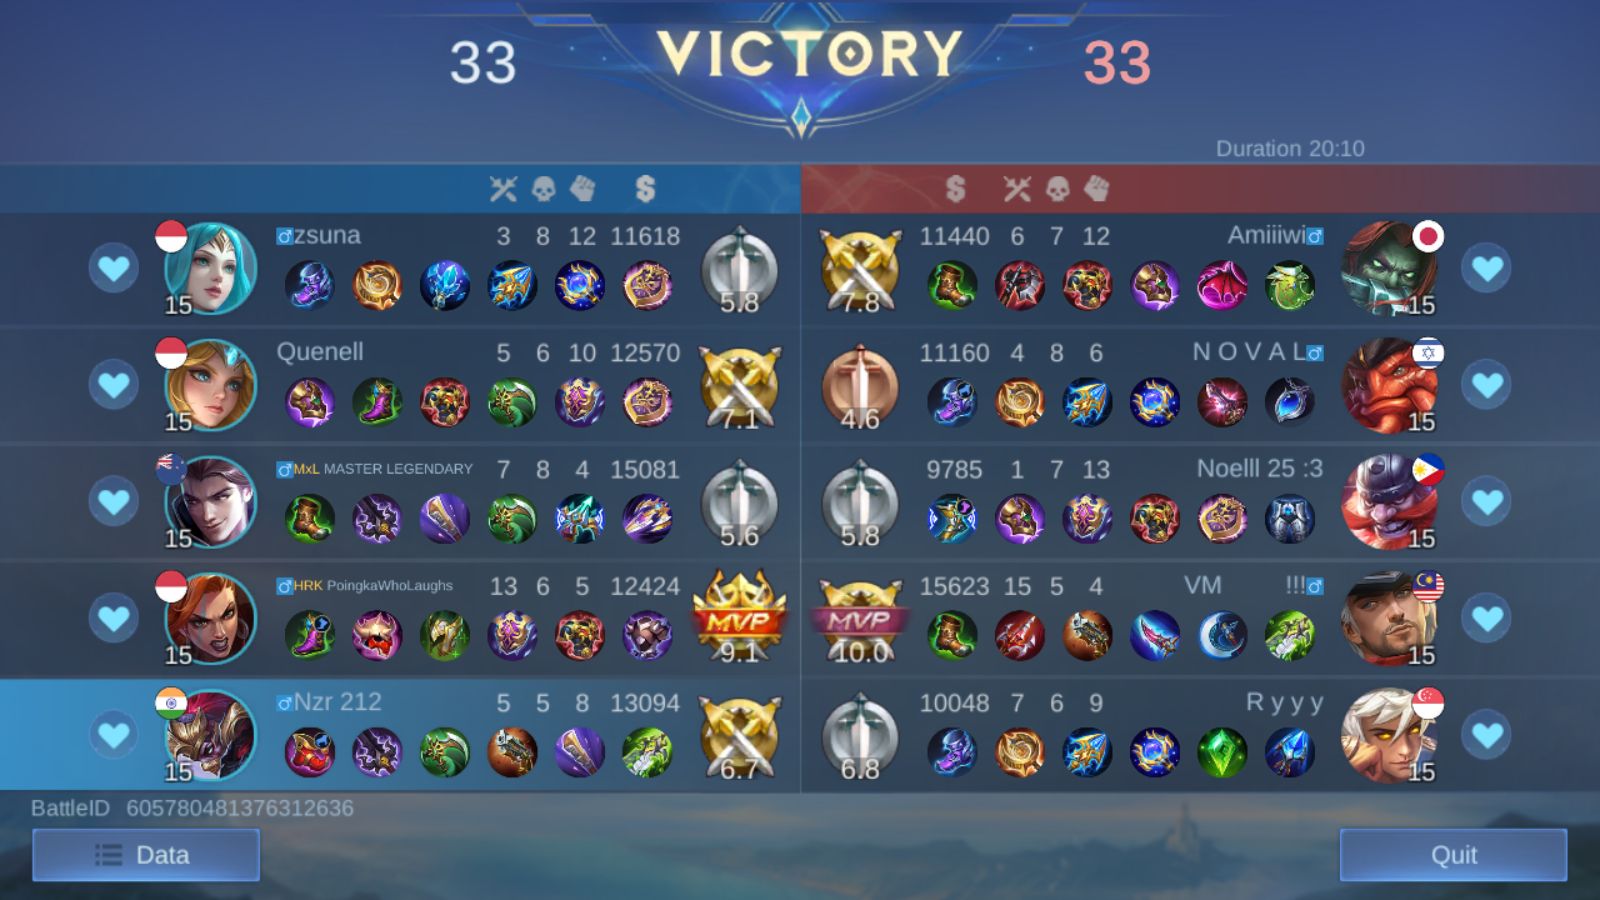 33 VICTORY 33
Duration 20:10
zsuna 3 8 12 11618
15 5.8
11440 6 7 12 Amiiiwi
7.8 15
Quenell 5 6 10 12570
15 7.1
11160 4 8 6 N O V A L
4.6 15
MxL MASTER LEGENDARY 7 8 4 15081
15 5.6
9785 1 7 13 Noelll 25 :3
5.8 15
HRK PoingkaWhoLaughs 13 6 5 12424
15 MVP 9.1
15623 15 5 4 VM !!!
MVP 10.0 15
Nzr 212 5 5 8 13094
15 6.7
10048 7 6 9 R y y y
6.8 15
BattleID 605780481376312636
Data
Quit